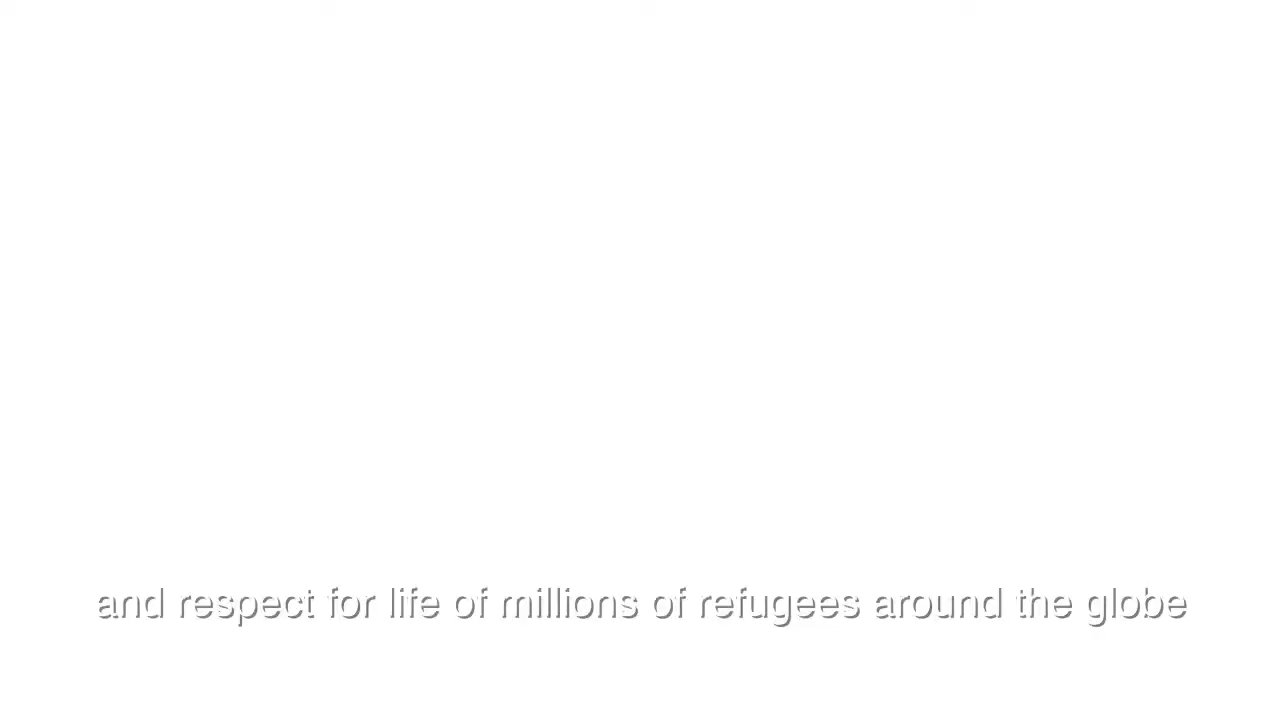 and respect for life of millions of refugees around the globe